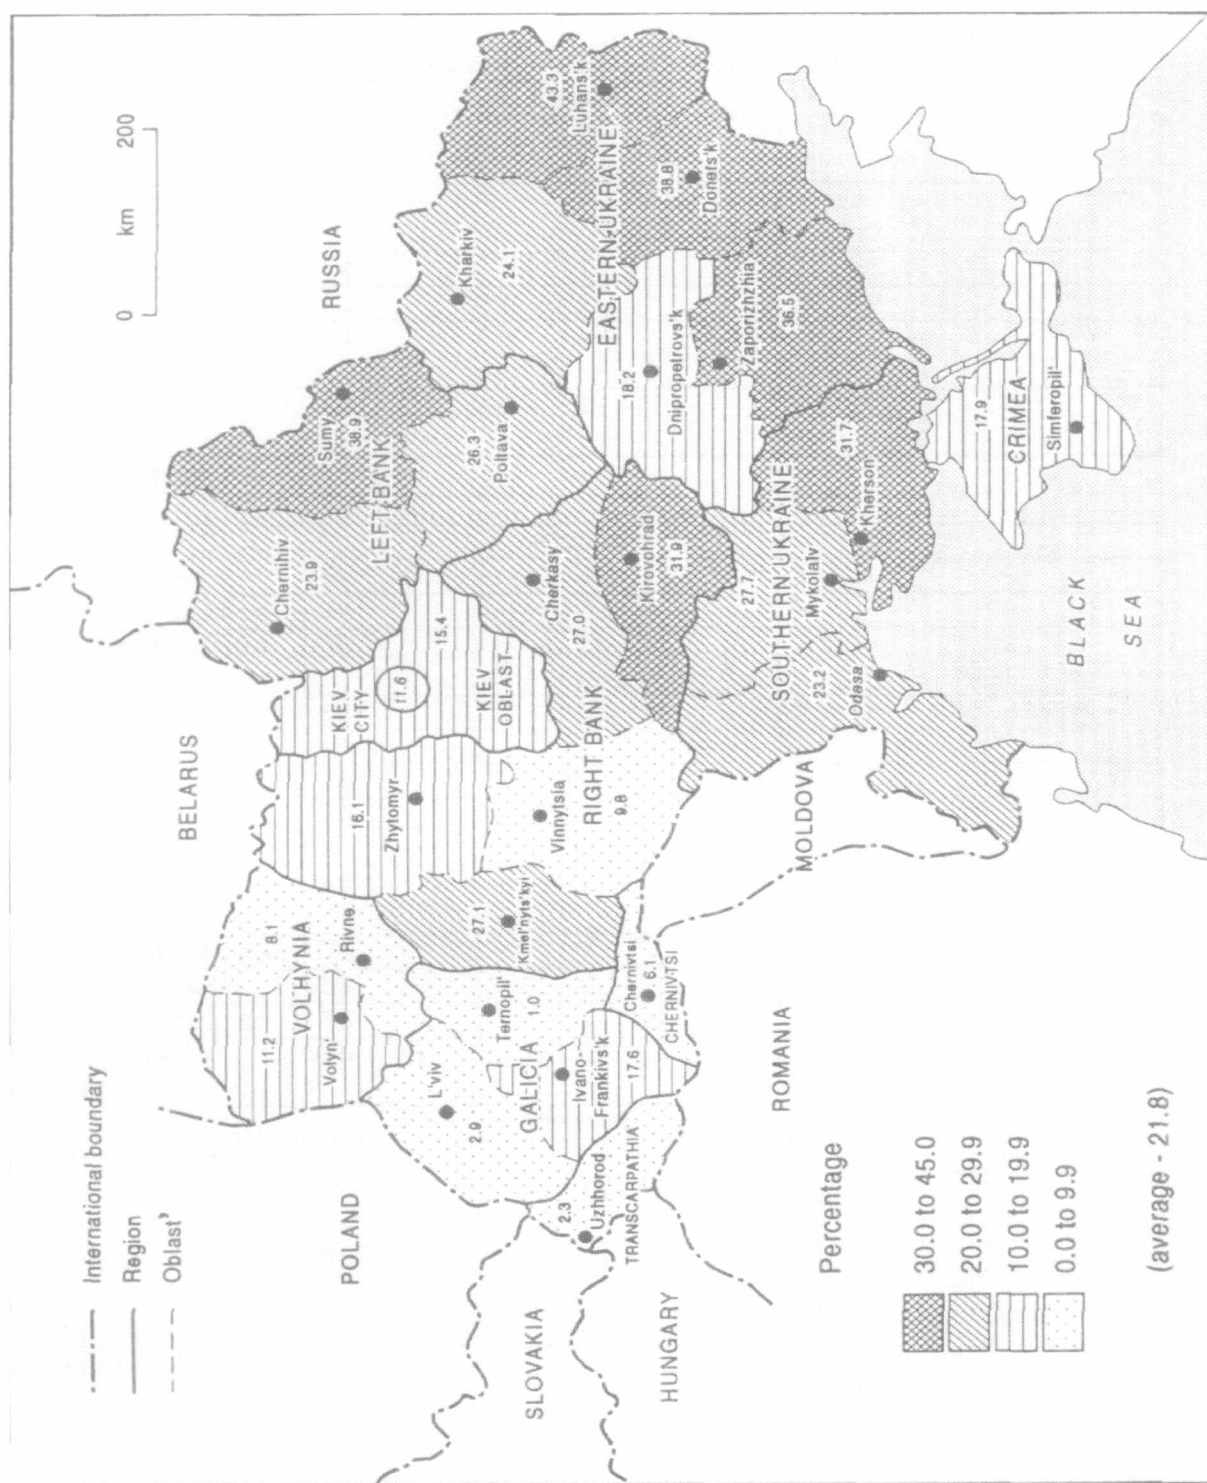 International boundary
Region
Oblast'
0 km 200
BELARUS
RUSSIA
POLAND
SLOVAKIA
HUNGARY
ROMANIA
MOLDOVA
VOLHYNIA
11.2
Volyn'
8.1
Rivne
16.1
Zhytomyr
KIEV
CITY
11.6
15.4
KIEV
OBLAST
Chernihiv
23.9
Sumy
38.9
LEFT BANK
26.3
Poltava
Kharkiv
24.1
43.3
Luhans'k
EASTERN UKRAINE
38.8
Donets'k
18.2
Dnipropetrovs'k
Zaporizhzhia
36.5
L'viv
2.9
GALICIA
Ternopil'
1.0
Ivano-
Frankivs'k
17.6
27.1
Kmel'nyts'kyi
Vinnytsia
9.8
RIGHT BANK
Cherkasy
27.0
Kirovohrad
31.9
2.3
Uzhhorod
TRANSCARPATHIA
Chernivtsi
6.1
CHERNIVTSI
SOUTHERN UKRAINE
27.7
Mykolaiv
23.2
Odesa
31.7
Kherson
17.9
CRIMEA
Simferopil'
BLACK
SEA
Percentage
30.0 to 45.0
20.0 to 29.9
10.0 to 19.9
0.0 to 9.9
(average - 21.8)